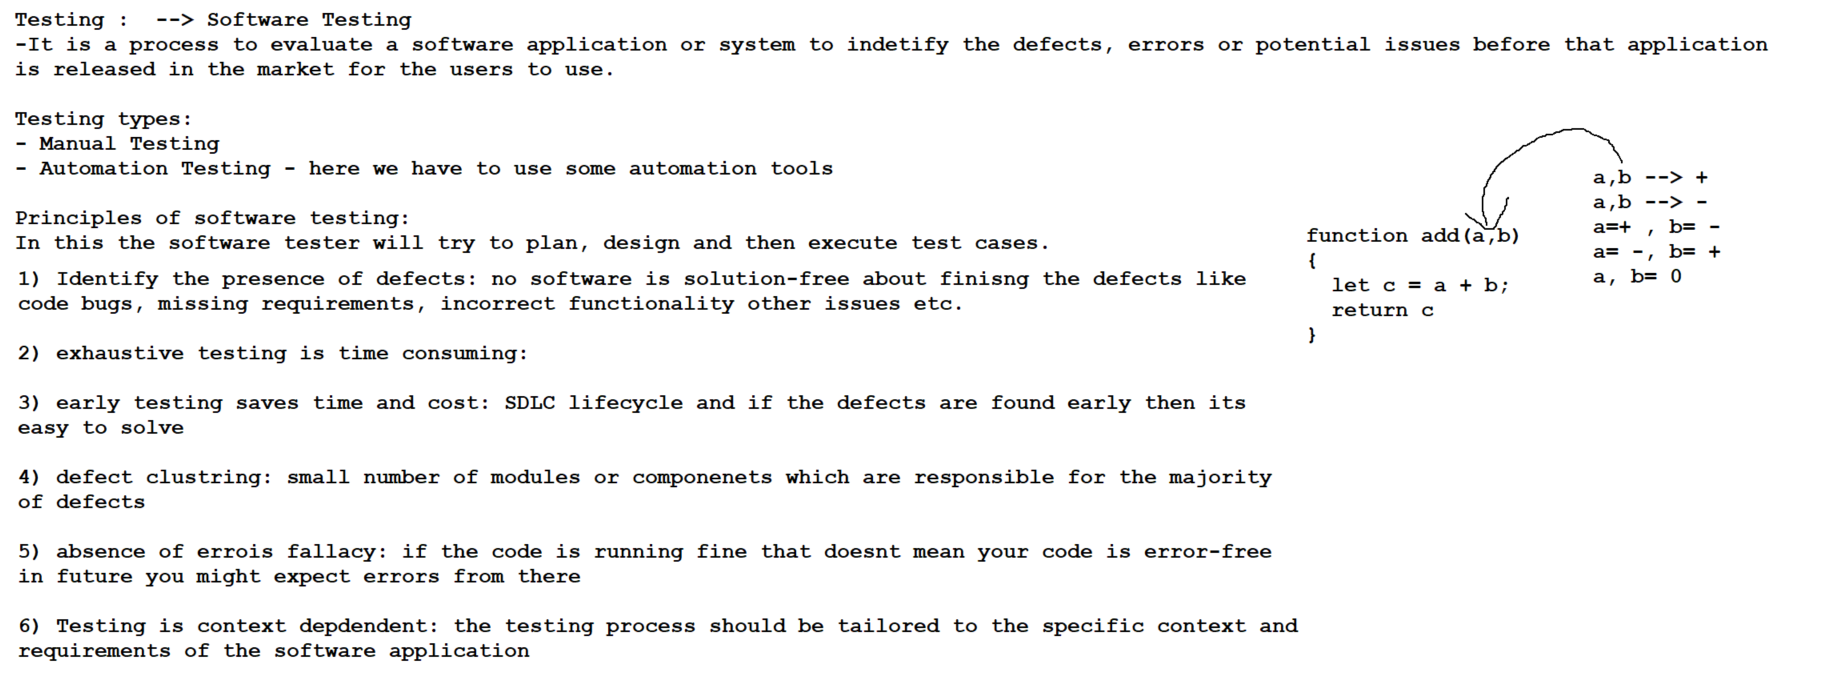 Testing :  --> Software Testing
-It is a process to evaluate a software application or system to indetify the defects, errors or potential issues before that application
is released in the market for the users to use.
Testing types:
- Manual Testing
- Automation Testing - here we have to use some automation tools
Principles of software testing:
In this the software tester will try to plan, design and then execute test cases.
1) Identify the presence of defects: no software is solution-free about finisng the defects like
code bugs, missing requirements, incorrect functionality other issues etc.
2) exhaustive testing is time consuming:
3) early testing saves time and cost: SDLC lifecycle and if the defects are found early then its
easy to solve
4) defect clustring: small number of modules or componenets which are responsible for the majority
of defects
5) absence of errois fallacy: if the code is running fine that doesnt mean your code is error-free
in future you might expect errors from there
6) Testing is context depdendent: the testing process should be tailored to the specific context and
requirements of the software application
function add(a,b)
{
let c = a + b;
return c
}
a,b --> +
a,b --> -
a=+ , b= -
a= -, b= +
a, b= 0